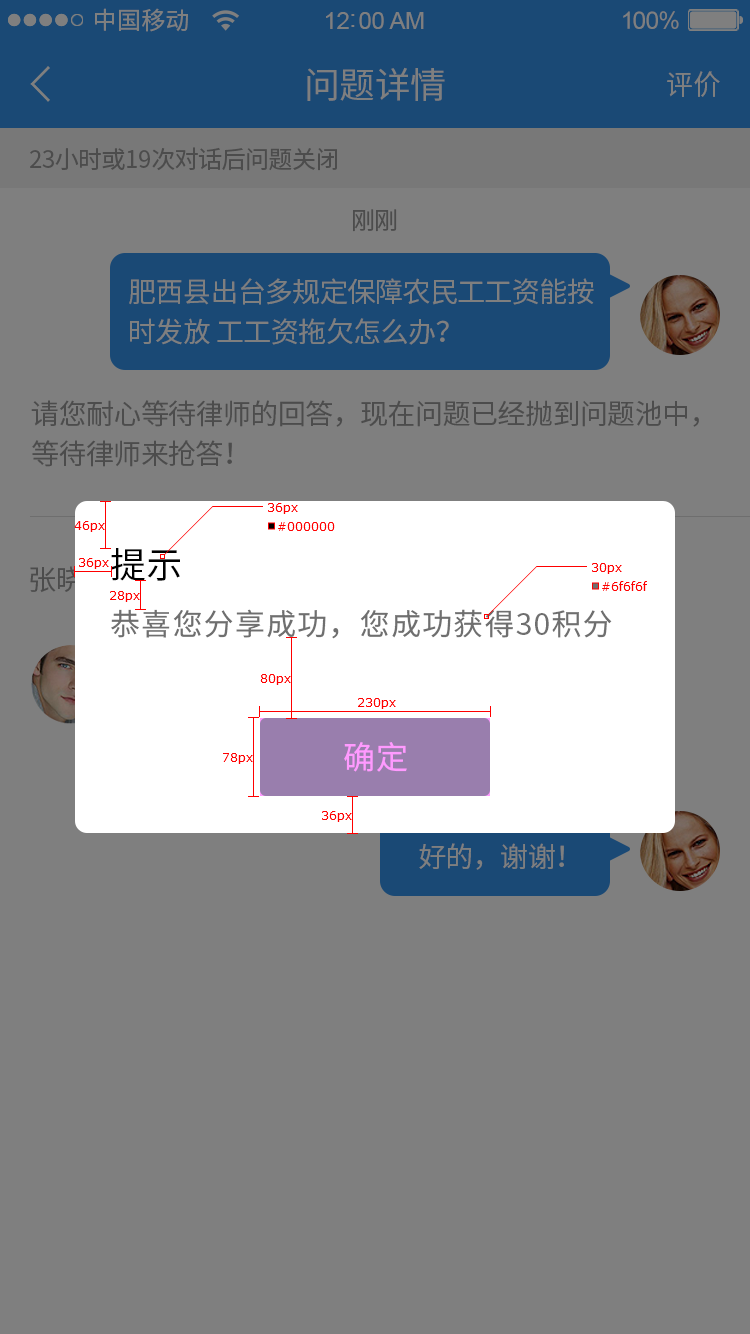 中国移动 12:00 AM 100%
问题详情 评价
23小时或19次对话后问题关闭
刚刚
肥西县出台多规定保障农民工工资能按
时发放 工工资拖欠怎么办?
请您耐心等待律师的回答，现在问题已经抛到问题池中，
等待律师来抢答!
36px
46px
#000000
提示
36px
30px
#6f6f6f
28px
恭喜您分享成功，您成功获得30积分
张
80px
230px
78px
确定
36px
好的，谢谢!